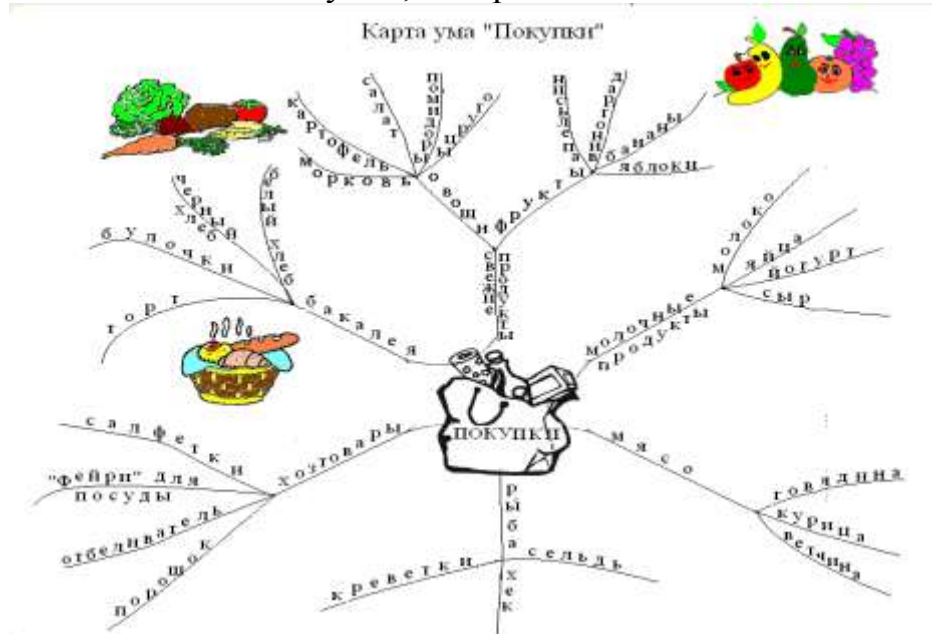 Карта ума "Покупки"
картофель
салат
помидоры
огурцы
морковь
овощи
апельсины
виноград
бананы
яблоки
фрукты
свежие
продукты
черный
хлеб
белый хлеб
булочки
торт
бакалея
молоко
яйца
йогурт
сыр
молочные
продукты
ПОКУПКИ
салфетки
"Фейри" для
посуды
отбеливатель
порошок
хозтовары
мясо
говядина
курица
ветчина
рыба
хек
креветки
сельдь